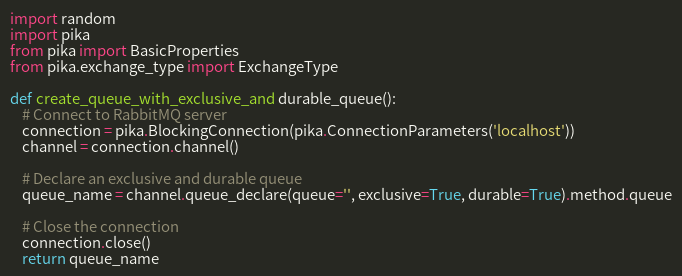 import random
import pika
from pika import BasicProperties
from pika.exchange_type import ExchangeType
def create_queue_with_exclusive_and durable_queue():
# Connect to RabbitMQ server
connection = pika.BlockingConnection(pika.ConnectionParameters('localhost'))
channel = connection.channel()
# Declare an exclusive and durable queue
queue_name = channel.queue_declare(queue='', exclusive=True, durable=True).method.queue
# Close the connection
connection.close()
return queue_name